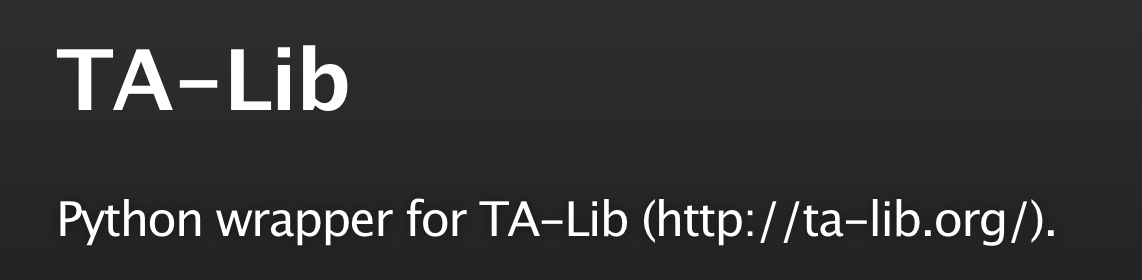 TA-Lib
Python wrapper for TA-Lib (http://ta-lib.org/).